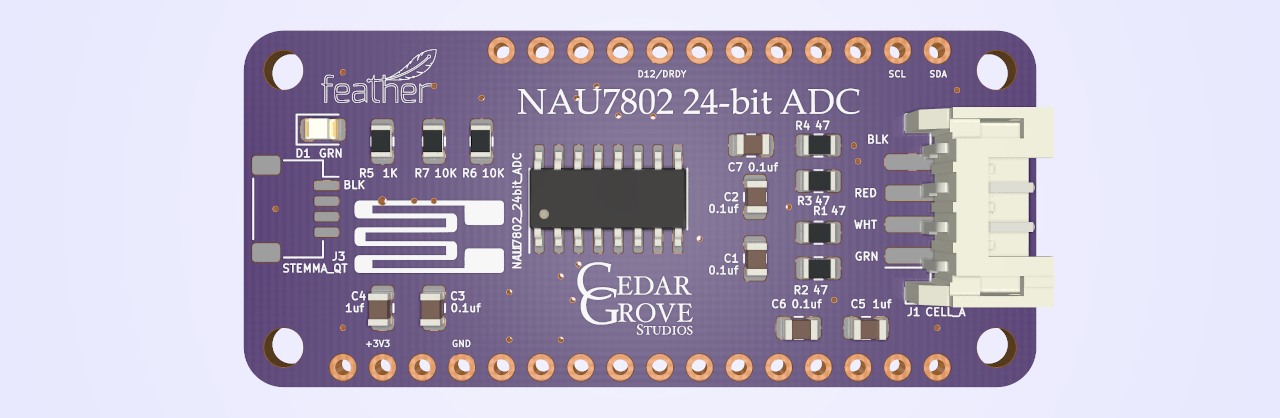 feather
D12/DRDY
SCL
SDA
NAU7802 24-bit ADC
D1 GRN
R5 1K
R7 10K
R6 10K
R4 47
BLK
C7 0.1uf
RED
BLK
C2
0.1uf
R3 47
R1 47
WHT
NAU7802_24bit_ADC
J3
STEMMA_QT
C1
0.1uf
GRN
CEDAR
GROVE
STUDIOS
R2 47
C4
1uf
C3
0.1uf
C6 0.1uf
C5 1uf
J1 CELL_A
+3V3
GND